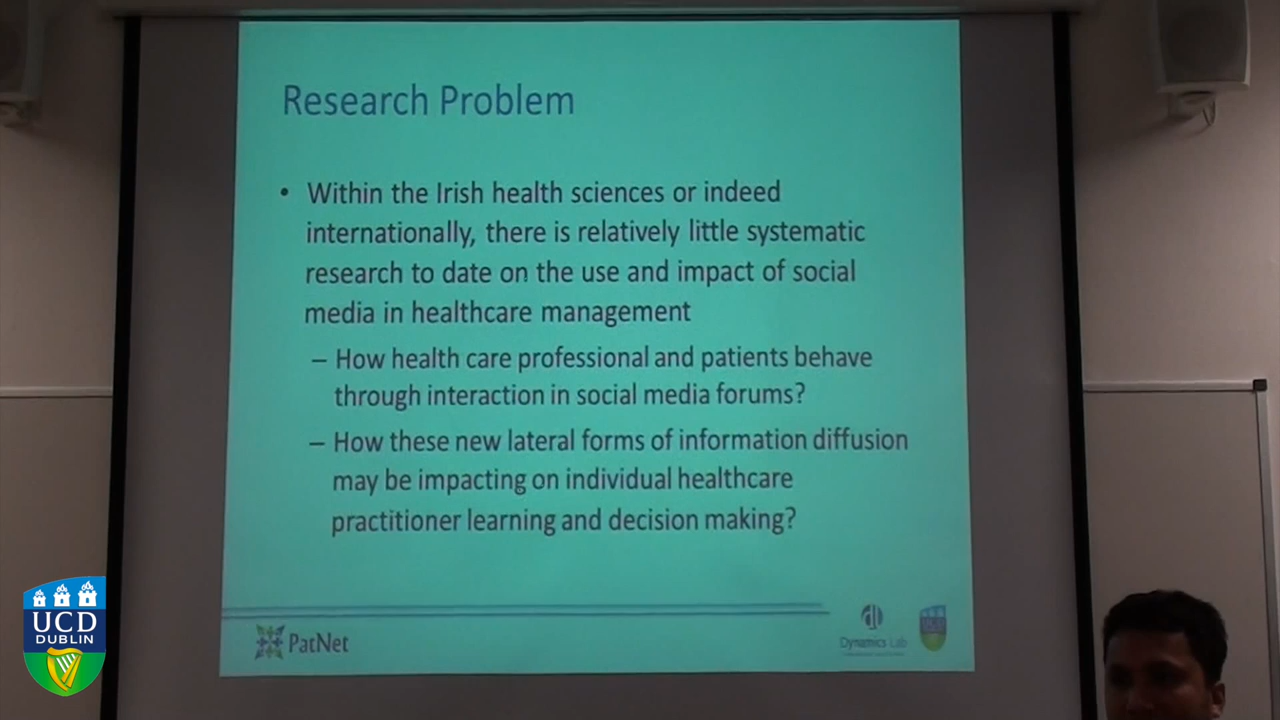 Research Problem
• Within the Irish health sciences or indeed
internationally, there is relatively little systematic
research to date on the use and impact of social
media in healthcare management
– How health care professional and patients behave
through interaction in social media forums?
– How these new lateral forms of information diffusion
may be impacting on individual healthcare
practitioner learning and decision making?
PatNet
Dynamics Lab
UCD
UCD
DUBLIN